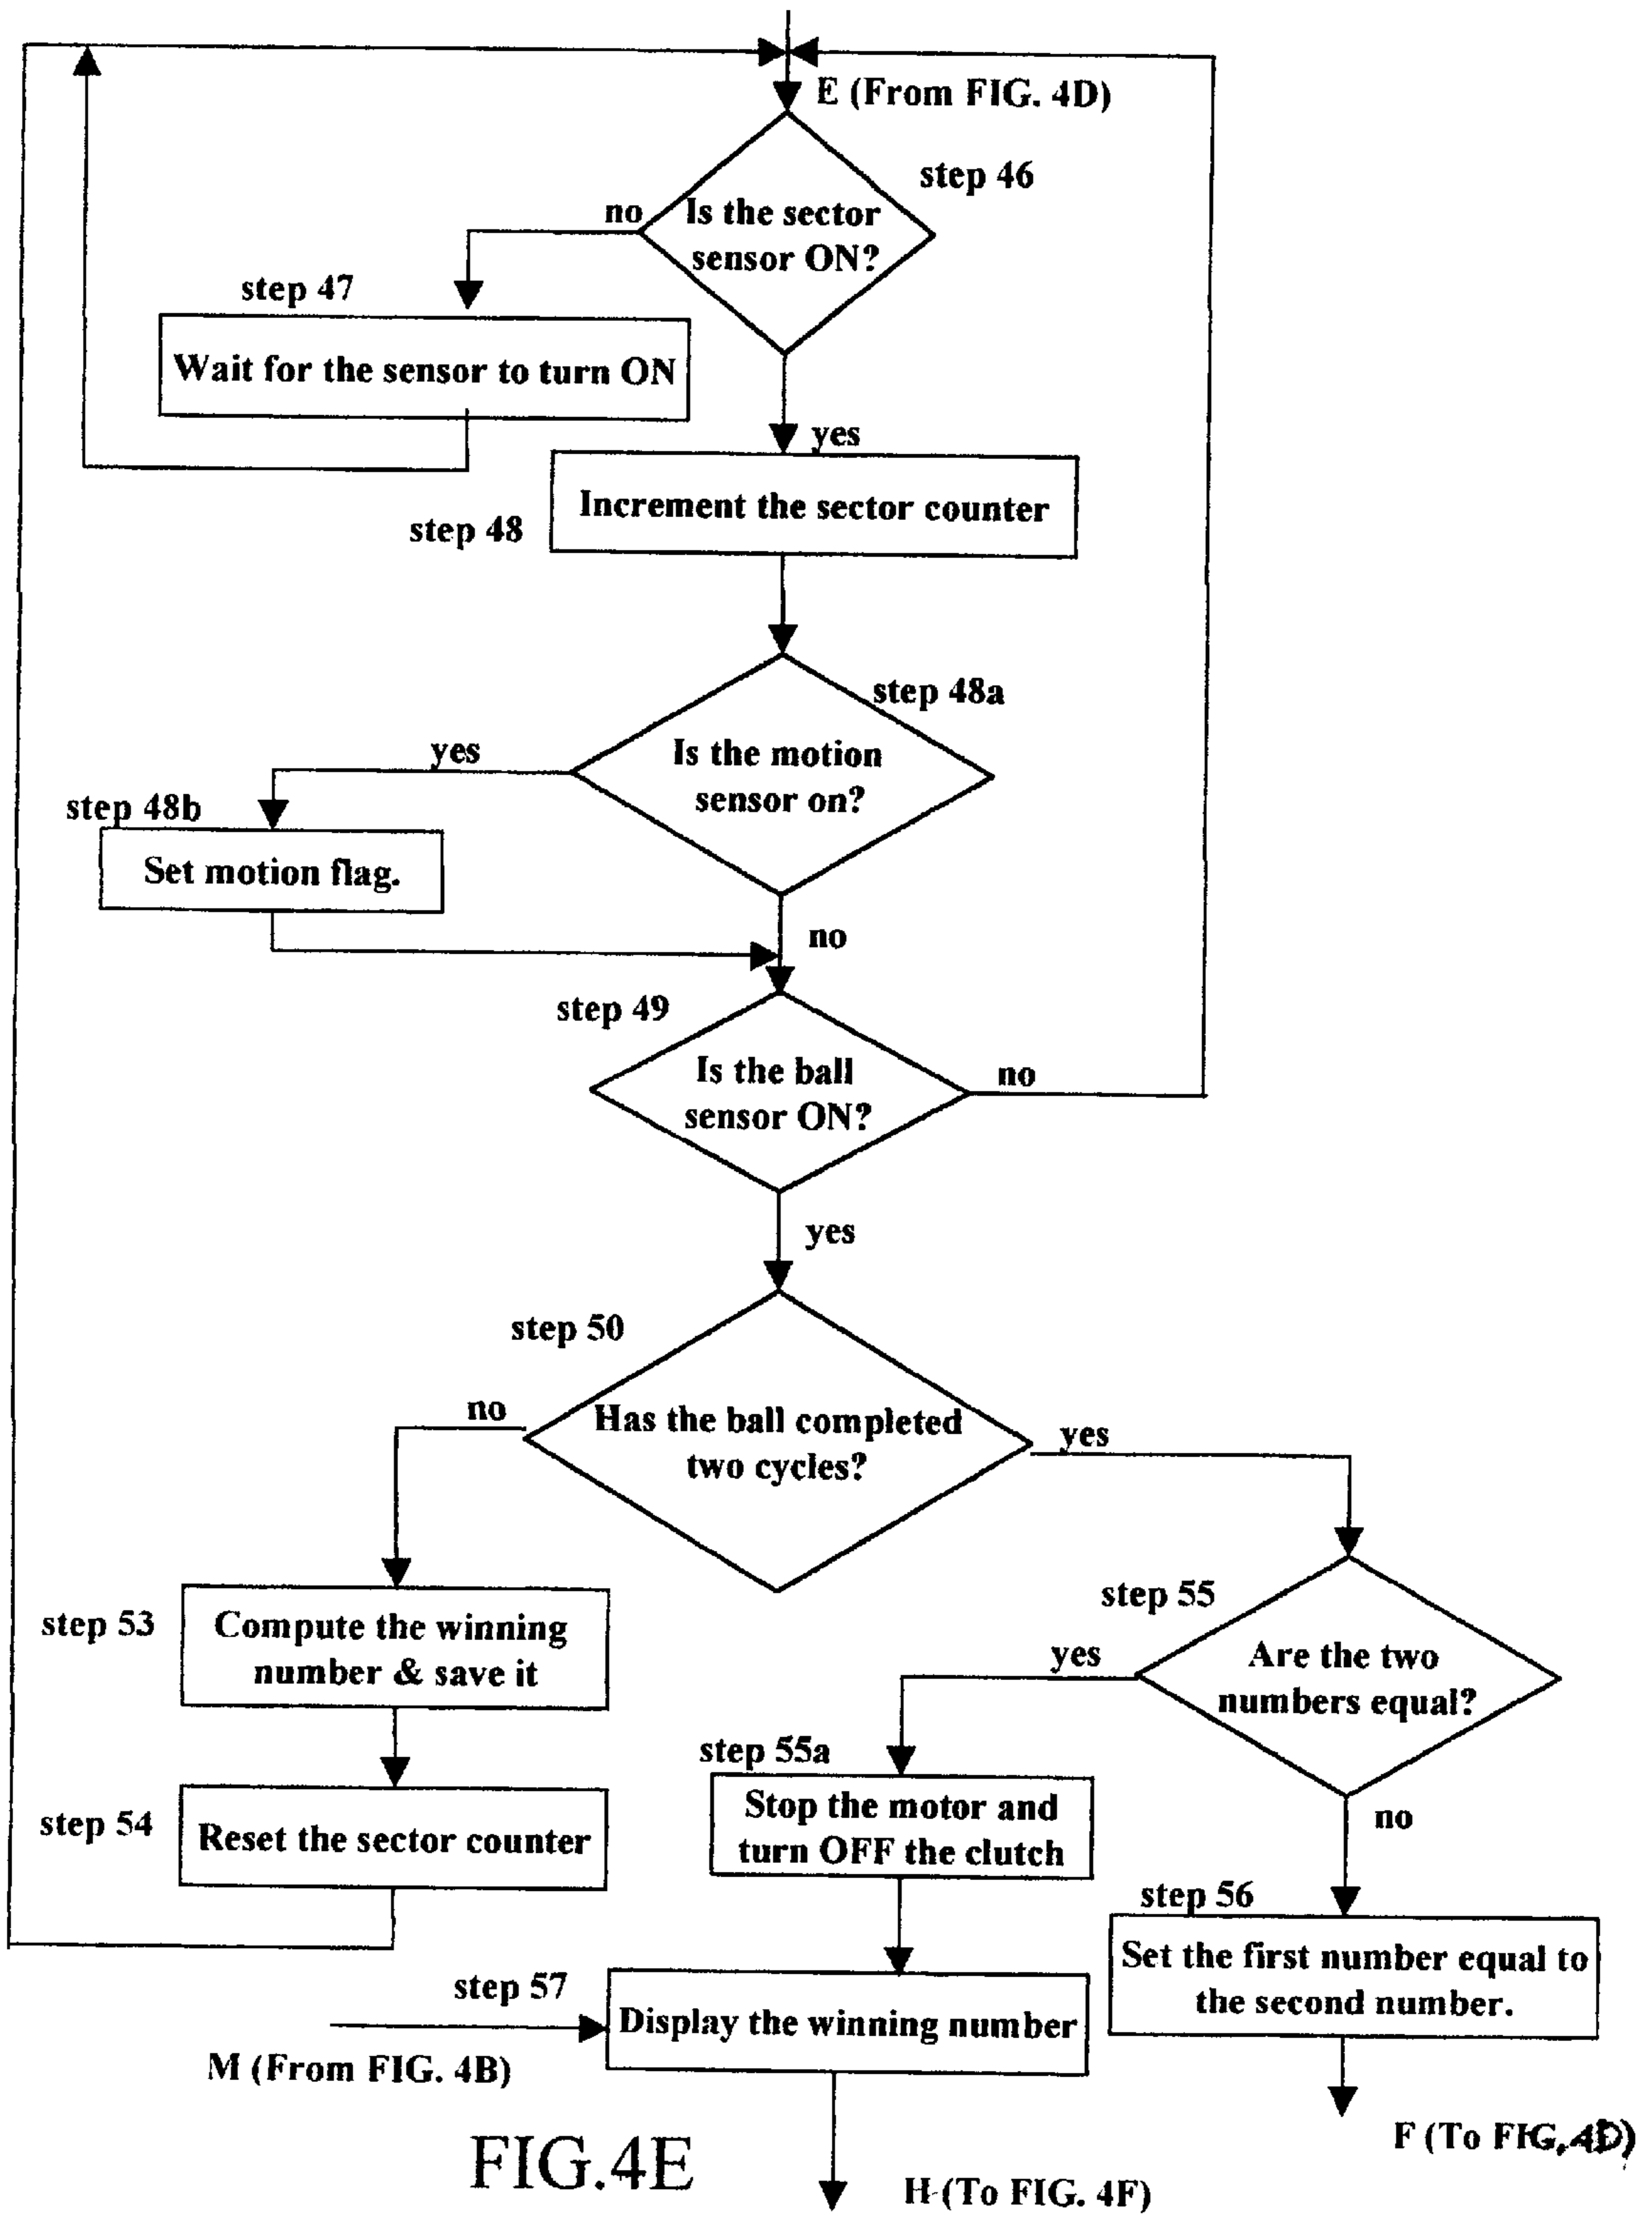 E (From FIG. 4D)
step 46
no
Is the sector
sensor ON?
step 47
Wait for the sensor to turn ON
yes
Increment the sector counter
step 48
step 48a
Is the motion
sensor on?
yes
step 48b
Set motion flag.
no
step 49
Is the ball
sensor ON?
no
yes
step 50
Has the ball completed
two cycles?
no
yes
step 53
Compute the winning
number & save it
step 55
Are the two
numbers equal?
yes
no
step 54
Reset the sector counter
step 55a
Stop the motor and
turn OFF the clutch
step 56
Set the first number equal to
the second number.
step 57
Display the winning number
M (From FIG. 4B)
F (To FIG. 4D)
FIG.4E
H (To FIG. 4F)